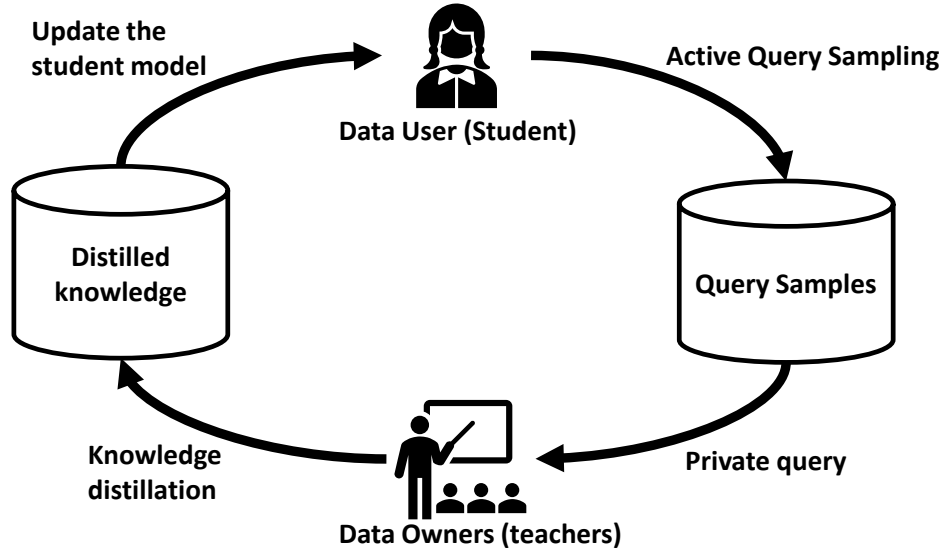 Update the
student model
Active Query Sampling
Data User (Student)
Distilled
knowledge
Query Samples
Knowledge
distillation
Private query
Data Owners (teachers)